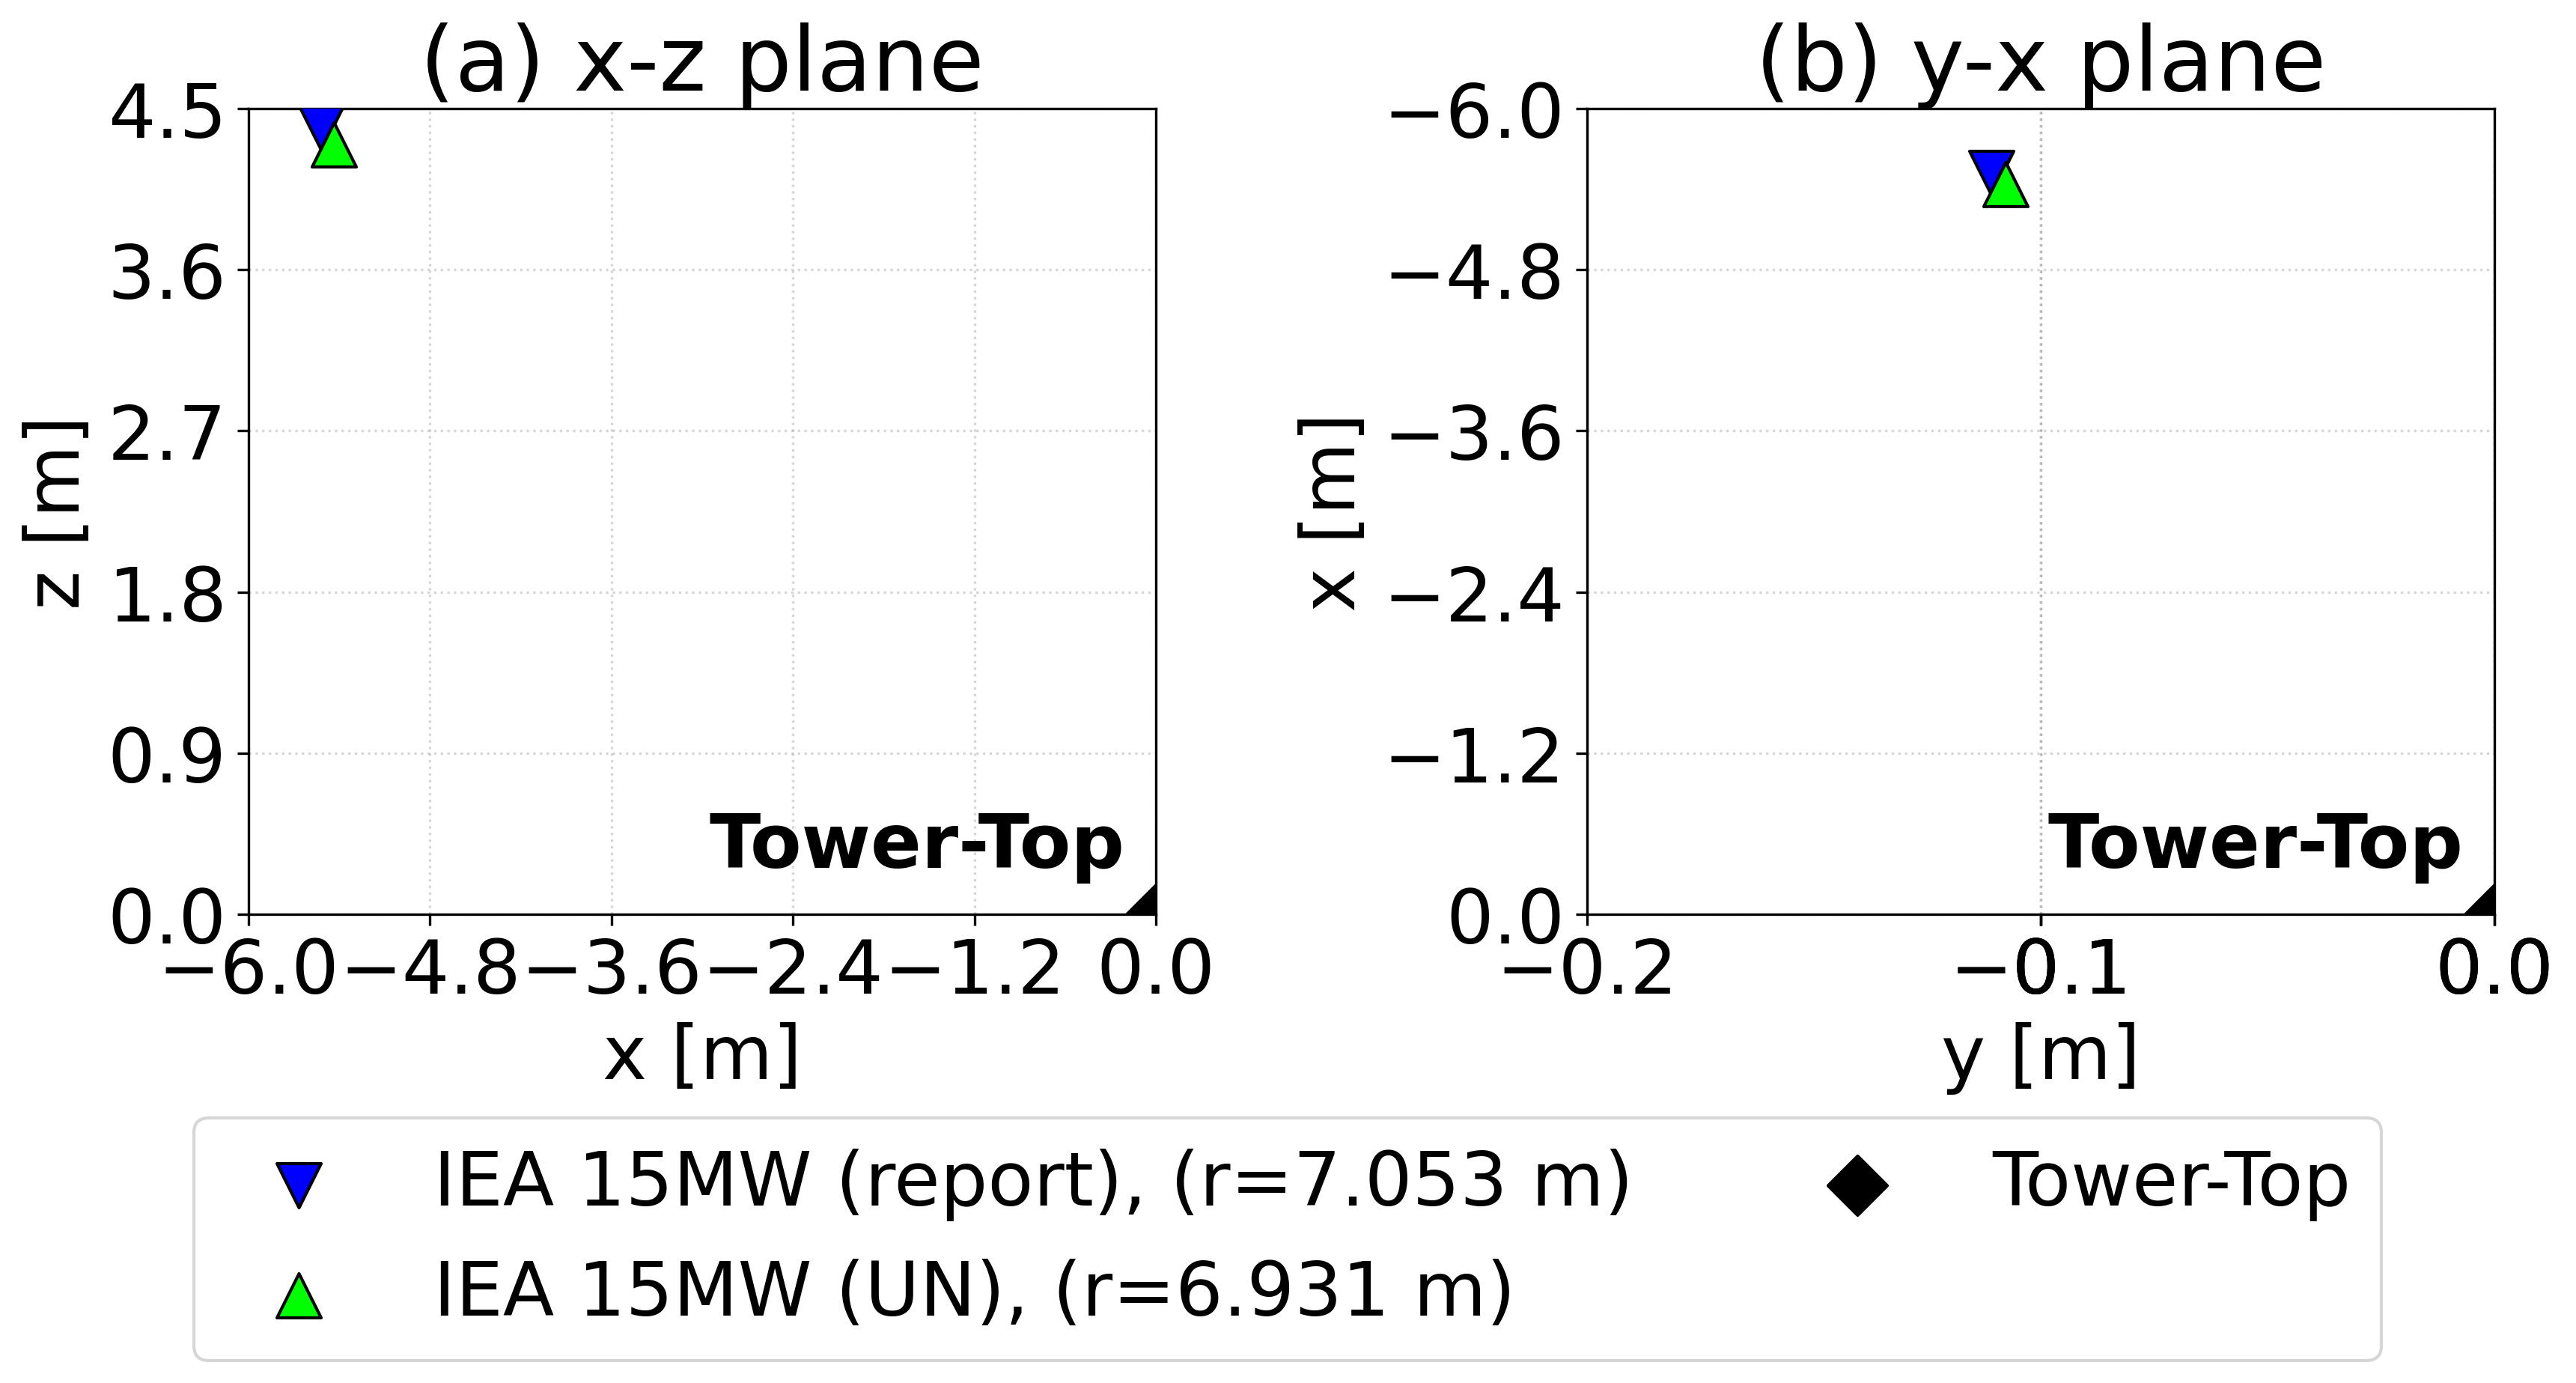 (a) x-z plane
4.5
3.6
2.7
1.8
0.9
0.0
z [m]
Tower-Top
−6.0 −4.8 −3.6 −2.4 −1.2 0.0
x [m]
(b) y-x plane
−6.0
−4.8
−3.6
−2.4
−1.2
0.0
x [m]
Tower-Top
−0.2 −0.1 0.0
y [m]
IEA 15MW (report), (r=7.053 m)
IEA 15MW (UN), (r=6.931 m)
Tower-Top